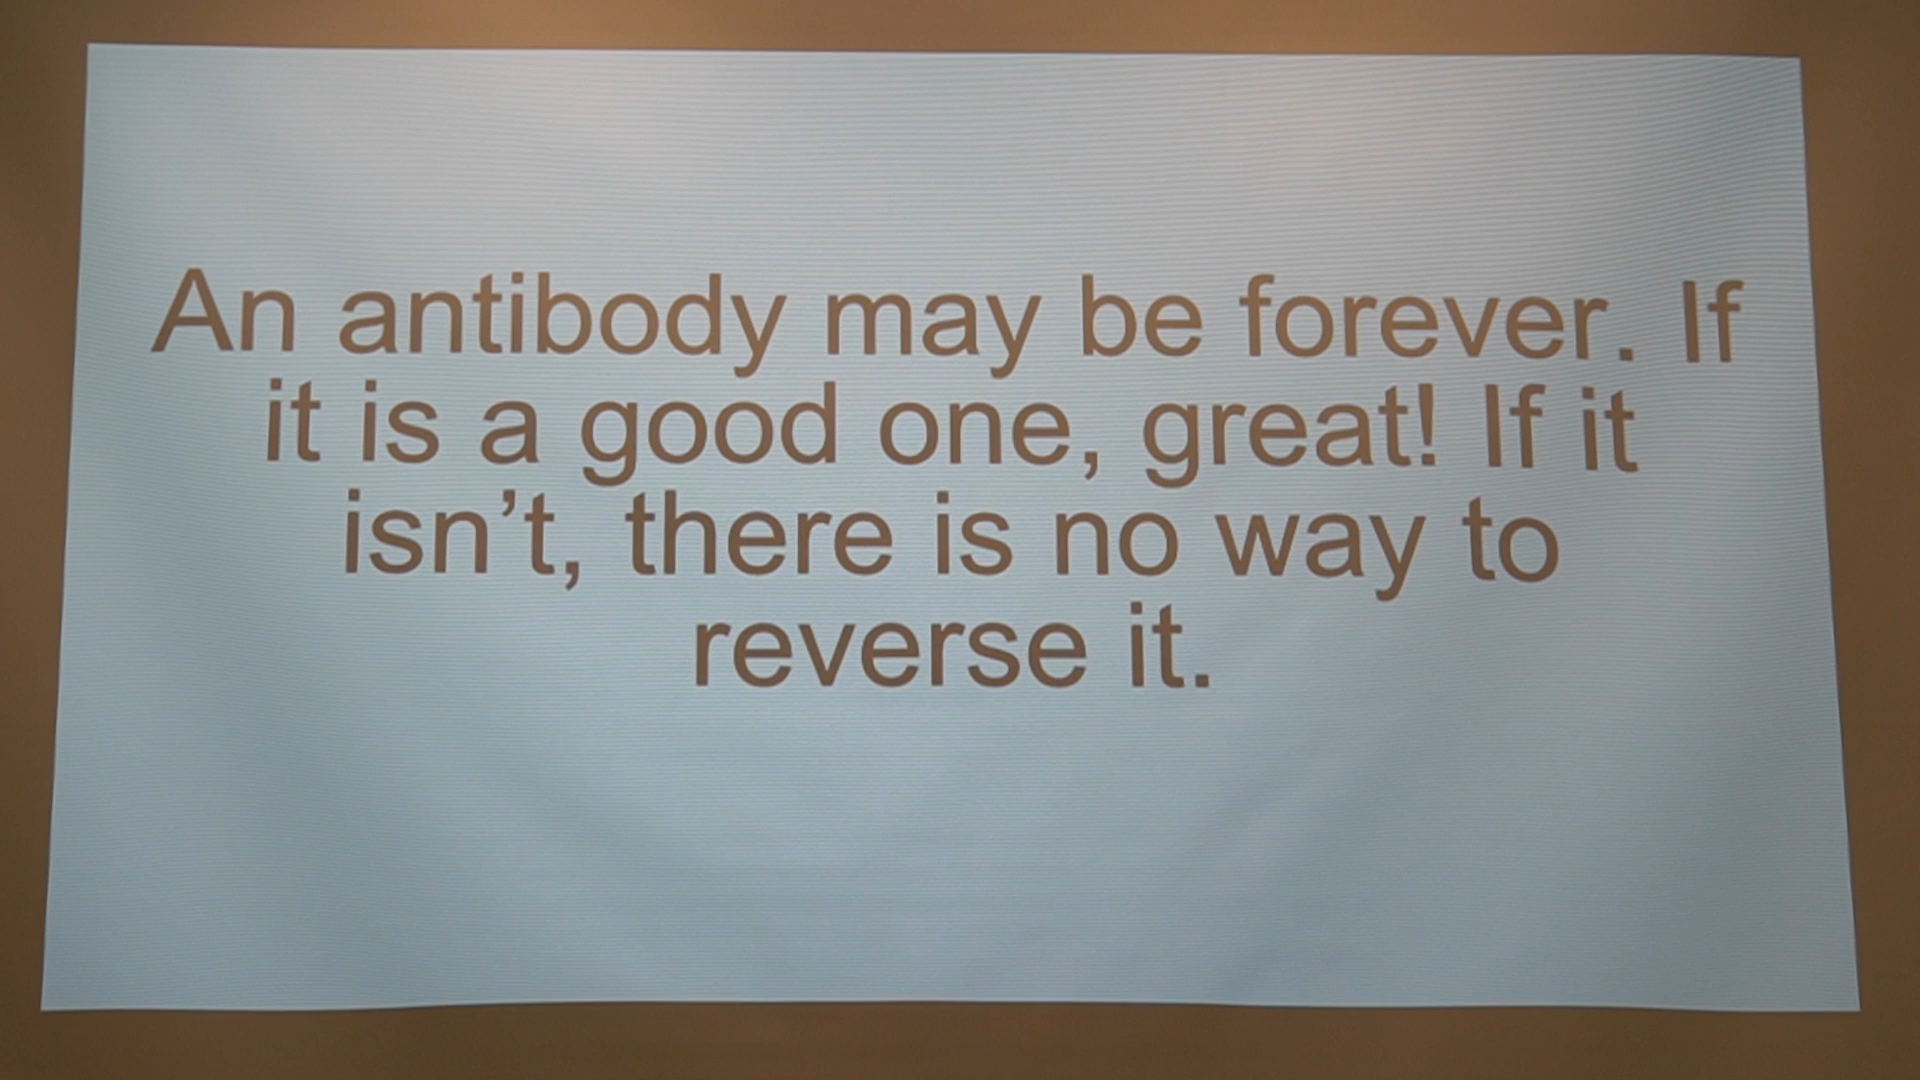 An antibody may be forever. If
it is a good one, great! If it
isn’t, there is no way to
reverse it.